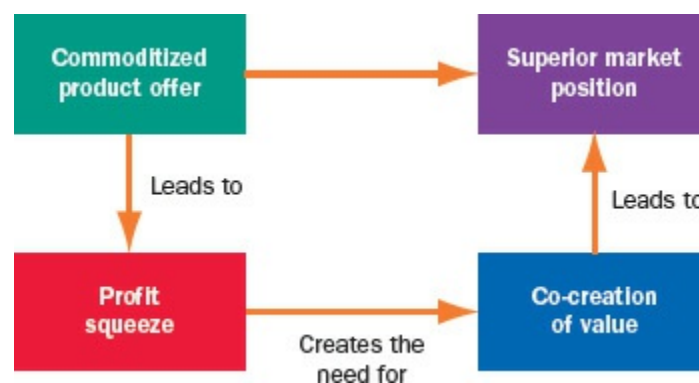 Commoditized
product offer
Superior market
position
Leads to
Leads to
Profit
squeeze
Co-creation
of value
Creates the
need for